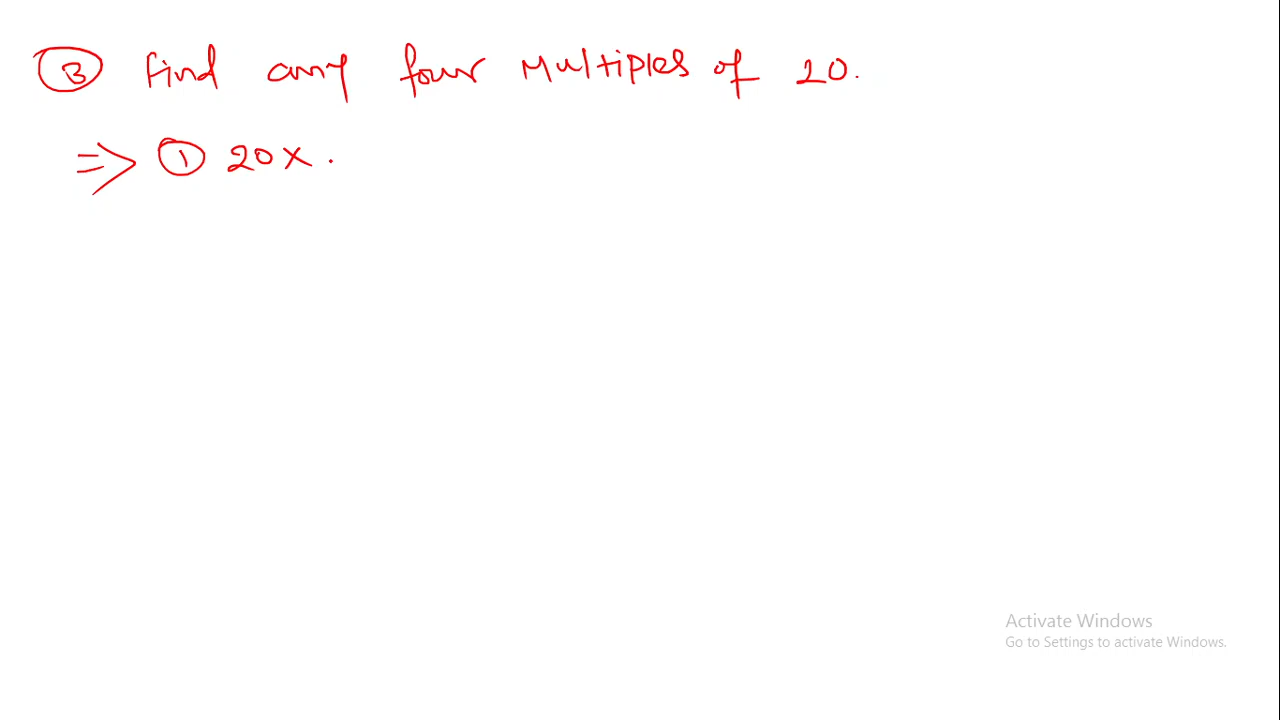 ③ Find any four Multiples of 20.
⇒ ① 20 × .
Activate Windows
Go to Settings to activate Windows.